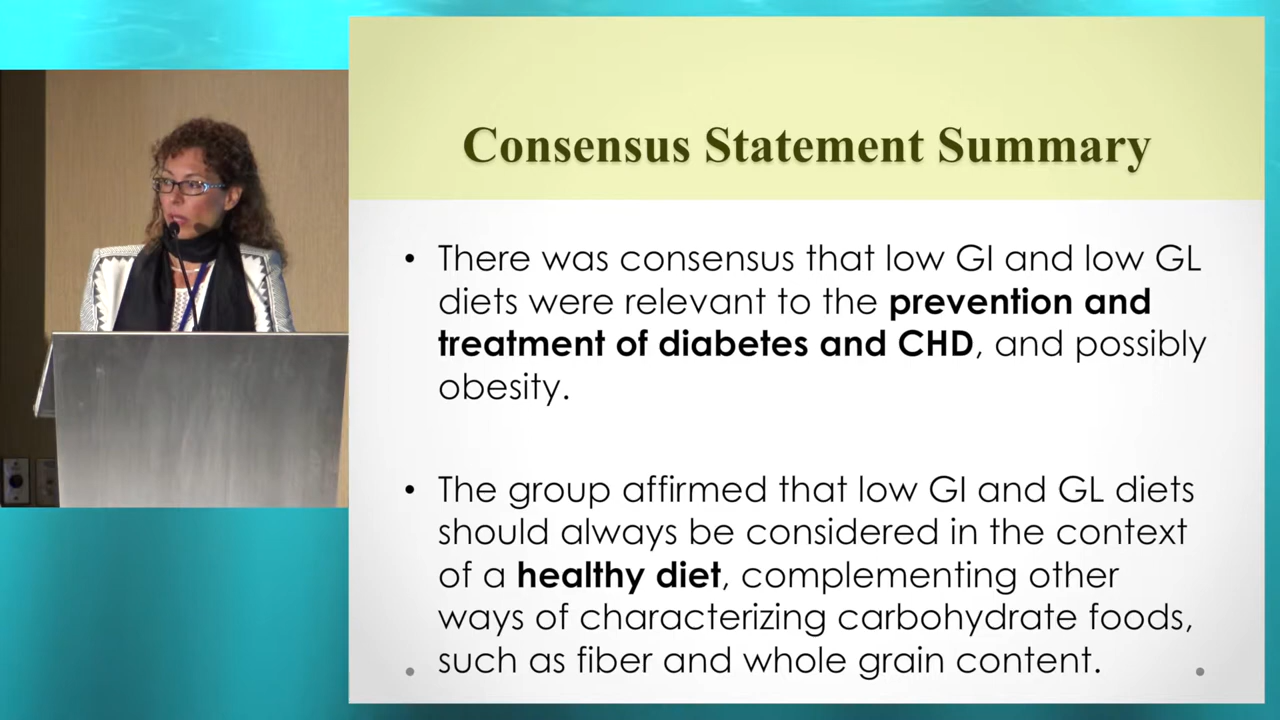 Consensus Statement Summary
• There was consensus that low GI and low GL
diets were relevant to the prevention and
treatment of diabetes and CHD, and possibly
obesity.
• The group affirmed that low GI and GL diets
should always be considered in the context
of a healthy diet, complementing other
ways of characterizing carbohydrate foods,
such as fiber and whole grain content.